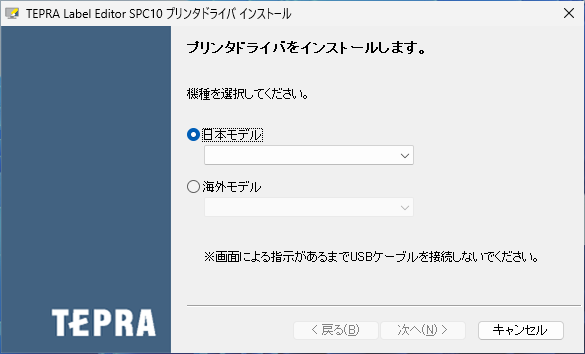 TEPRA Label Editor SPC10 プリンタドライバ インストール
プリンタドライバをインストールします。
機種を選択してください。
日本モデル
海外モデル
※画面による指示があるまでUSBケーブルを接続しないでください。
TEPRA
< 戻る(B)
次へ(N) >
キャンセル